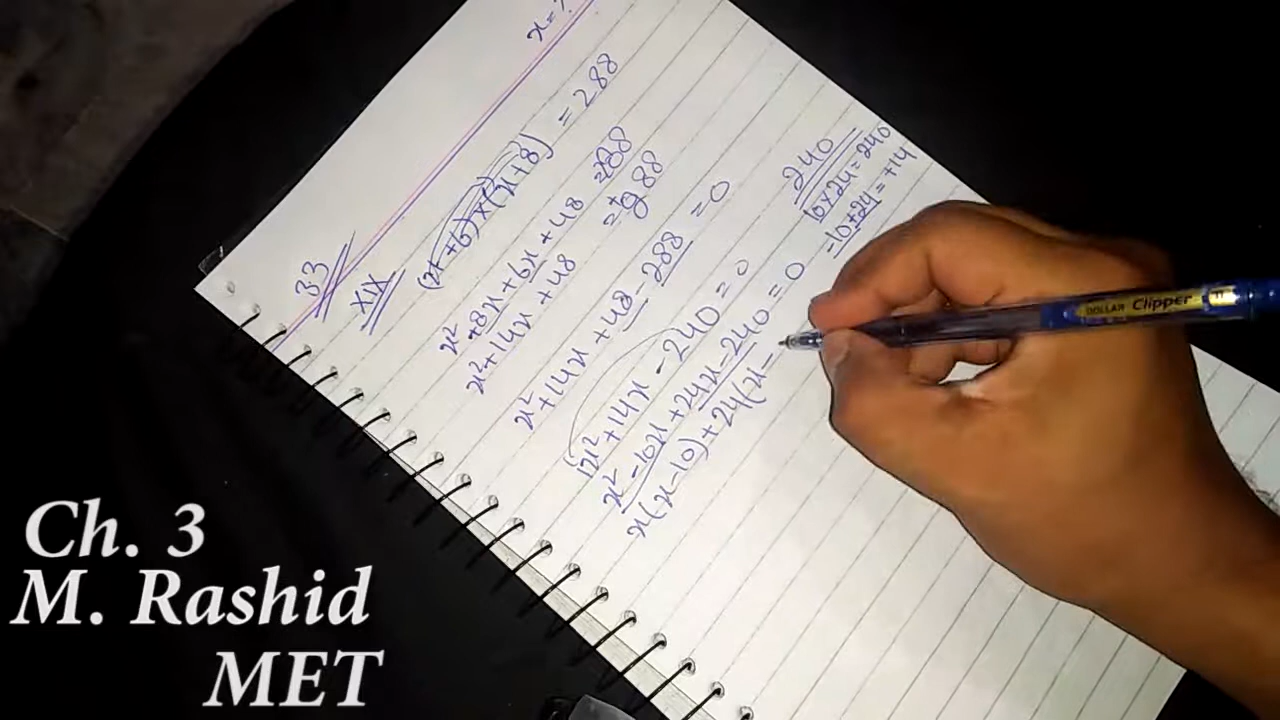 x = ?
33
XIX
(x+6)×(x+8) = 288
x² +8x + 6x + 48 = 288
x² + 14x + 48 = 288
x² + 14x + 48 - 288 = 0
x² + 14x - 240 = 0
x² - 10x + 24x - 240 = 0
x(x-10) + 24(x-
240
10×24 = 240
-10+24 = +14
DOLLAR Clipper
Ch. 3
M. Rashid
MET